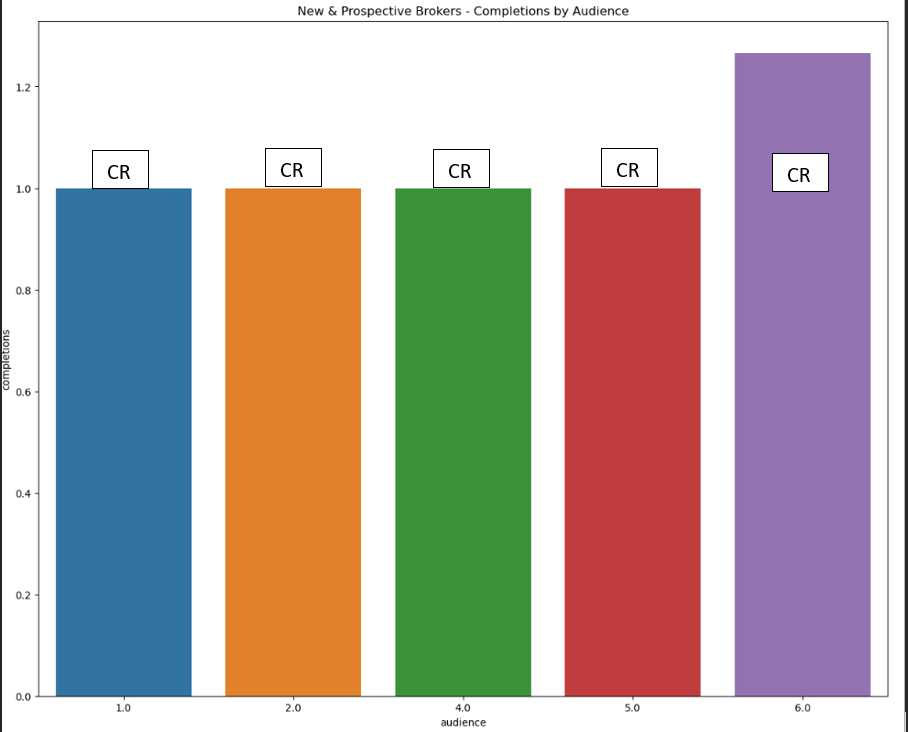 New & Prospective Brokers - Completions by Audience
1.2
1.0
0.8
0.6
0.4
0.2
0.0
completions
CR
CR
CR
CR
CR
1.0
2.0
4.0
5.0
6.0
audience